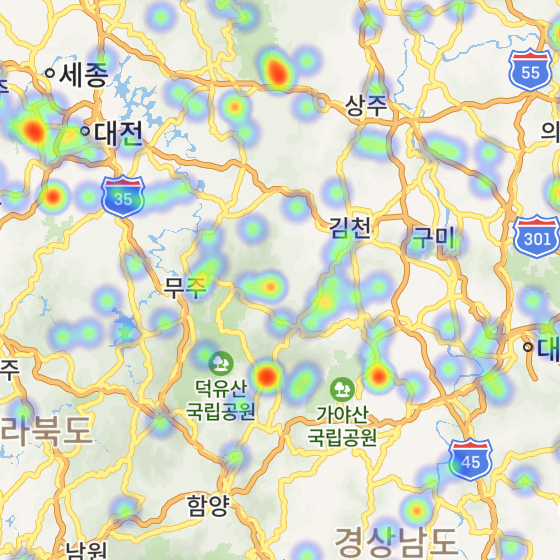 55
세종
주
상주
대전
의
35
301
김천
구미
무주
대
주
덕유산
국립공원
가야산
국립공원
라북도
45
함양
경상남도
남원